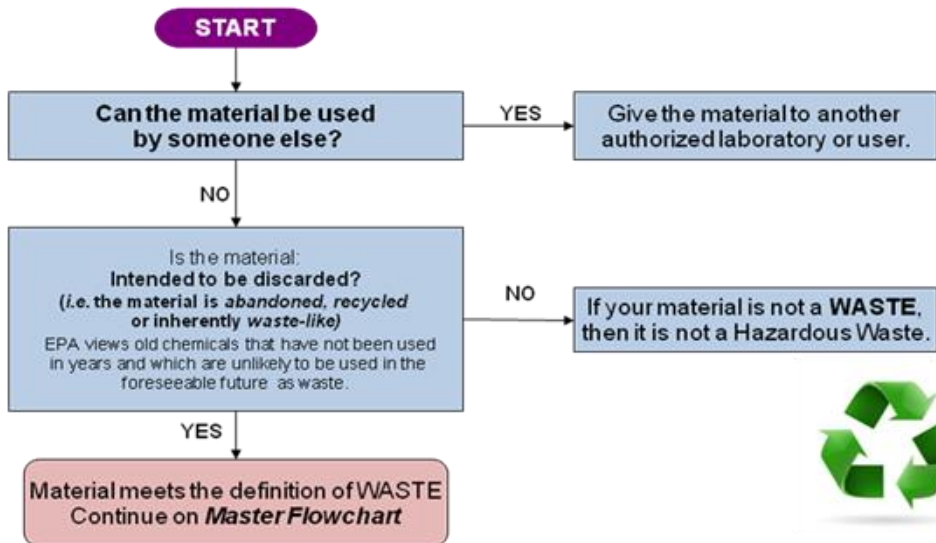 START
Can the material be used
by someone else?
YES
Give the material to another
authorized laboratory or user.
NO
Is the material:
Intended to be discarded?
(i.e. the material is abandoned, recycled
or inherently waste-like)
EPA views old chemicals that have not been used
in years and which are unlikely to be used in the
foreseeable future as waste.
NO
If your material is not a WASTE,
then it is not a Hazardous Waste.
YES
Material meets the definition of WASTE
Continue on Master Flowchart